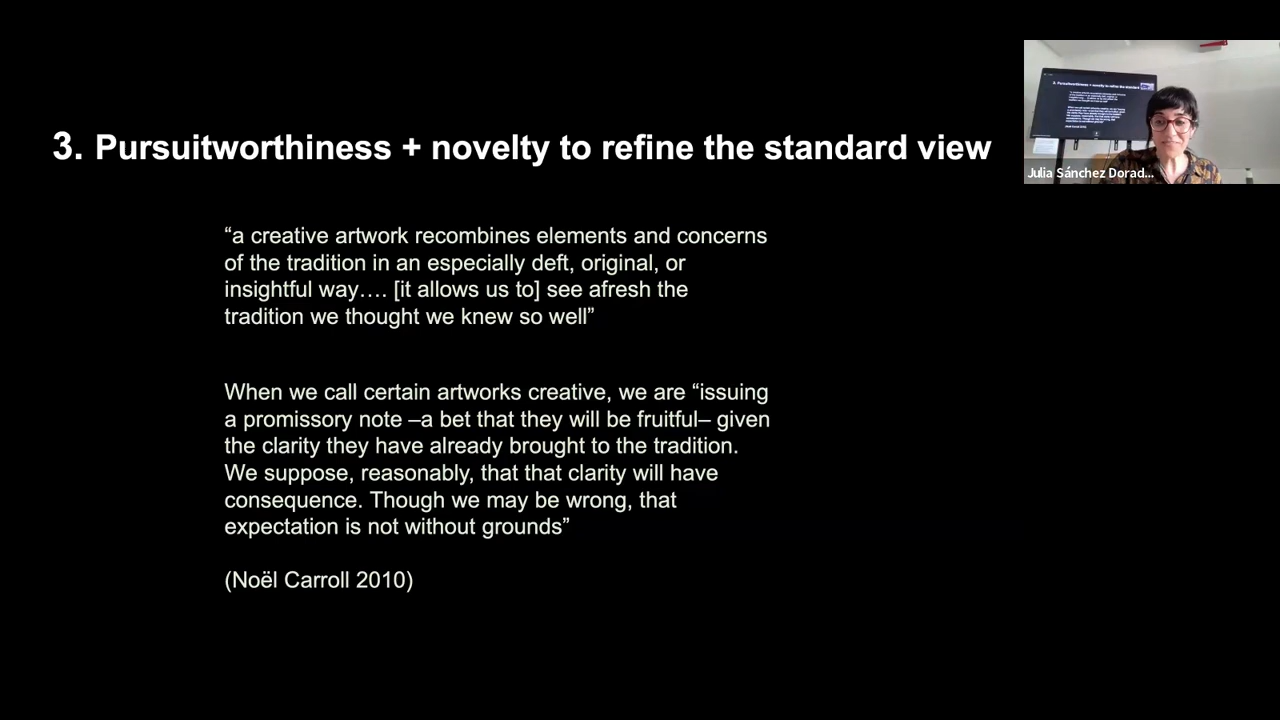 3. Pursuitworthiness + novelty to refine the standard view
“a creative artwork recombines elements and concerns
of the tradition in an especially deft, original, or
insightful way…. [it allows us to] see afresh the
tradition we thought we knew so well”
When we call certain artworks creative, we are “issuing
a promissory note –a bet that they will be fruitful– given
the clarity they have already brought to the tradition.
We suppose, reasonably, that that clarity will have
consequence. Though we may be wrong, that
expectation is not without grounds”
(Noël Carroll 2010)
Julia Sánchez Dorad...